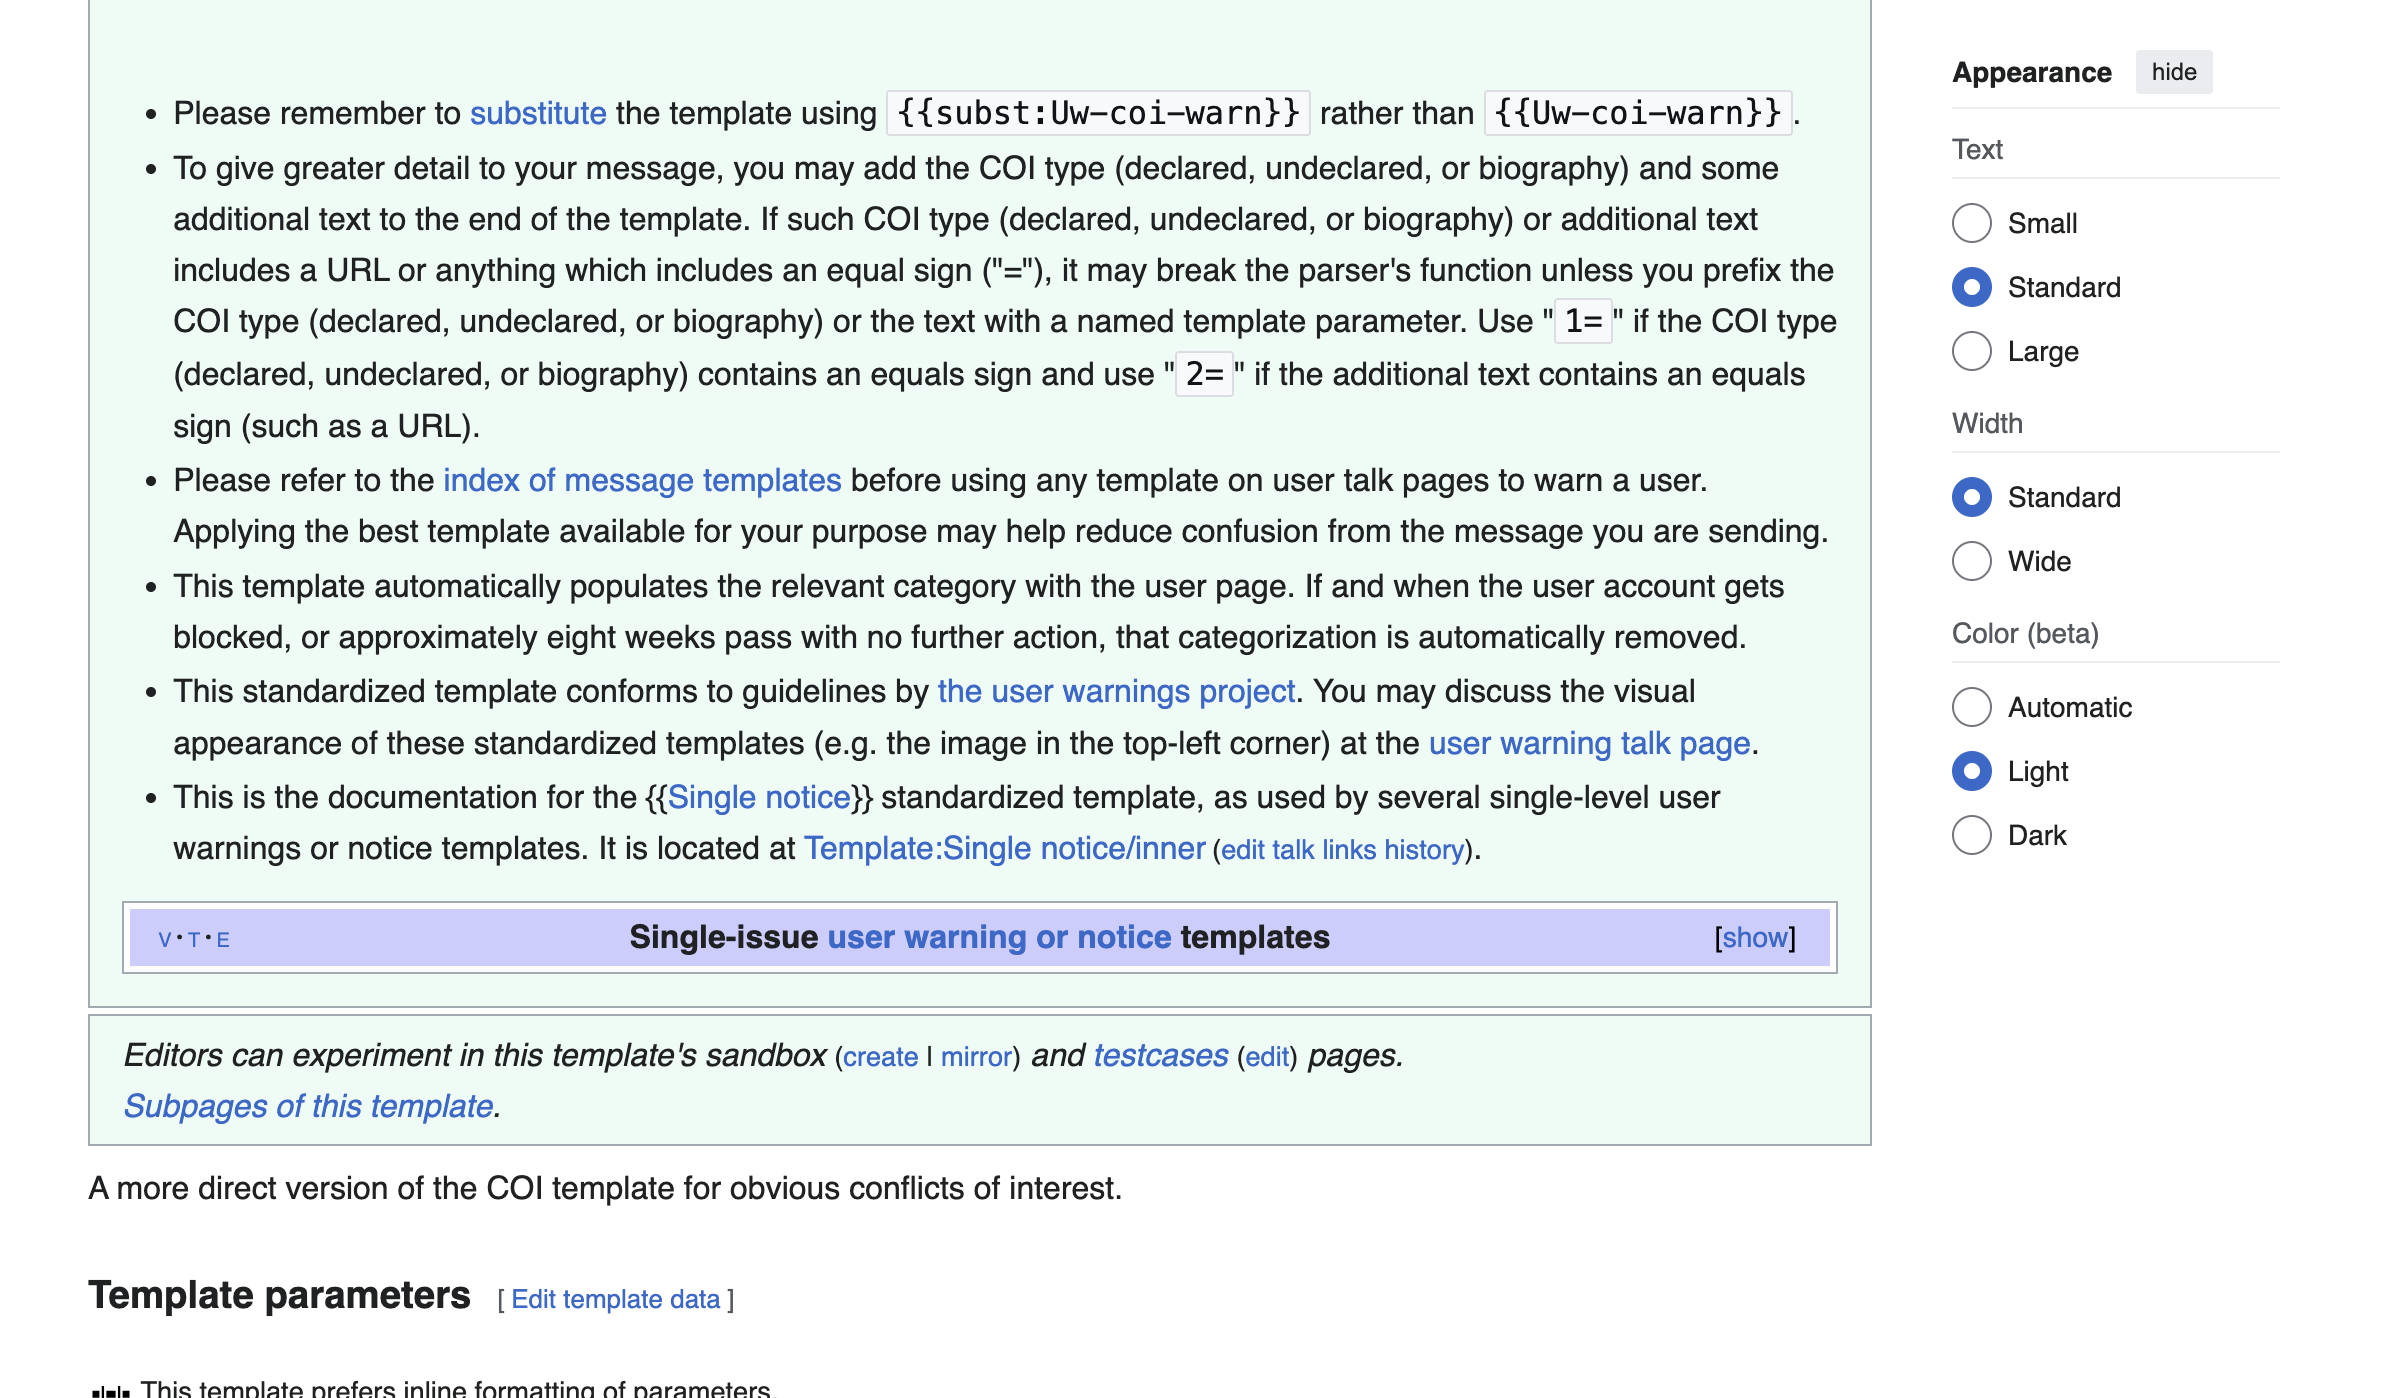 Please remember to substitute the template using {{subst:Uw-coi-warn}} rather than {{Uw-coi-warn}}.
To give greater detail to your message, you may add the COI type (declared, undeclared, or biography) and some
additional text to the end of the template. If such COI type (declared, undeclared, or biography) or additional text
includes a URL or anything which includes an equal sign ("="), it may break the parser's function unless you prefix the
COI type (declared, undeclared, or biography) or the text with a named template parameter. Use "1=" if the COI type
(declared, undeclared, or biography) contains an equals sign and use "2=" if the additional text contains an equals
sign (such as a URL).
Please refer to the index of message templates before using any template on user talk pages to warn a user.
Applying the best template available for your purpose may help reduce confusion from the message you are sending.
This template automatically populates the relevant category with the user page. If and when the user account gets
blocked, or approximately eight weeks pass with no further action, that categorization is automatically removed.
This standardized template conforms to guidelines by the user warnings project. You may discuss the visual
appearance of these standardized templates (e.g. the image in the top-left corner) at the user warning talk page.
This is the documentation for the {{Single notice}} standardized template, as used by several single-level user
warnings or notice templates. It is located at Template:Single notice/inner (edit talk links history).
V·T·E Single-issue user warning or notice templates [show]
Editors can experiment in this template's sandbox (create | mirror) and testcases (edit) pages.
Subpages of this template.
A more direct version of the COI template for obvious conflicts of interest.
Template parameters [ Edit template data ]
This template prefers inline formatting of parameters.
Appearance hide
Text
Small
Standard
Large
Width
Standard
Wide
Color (beta)
Automatic
Light
Dark